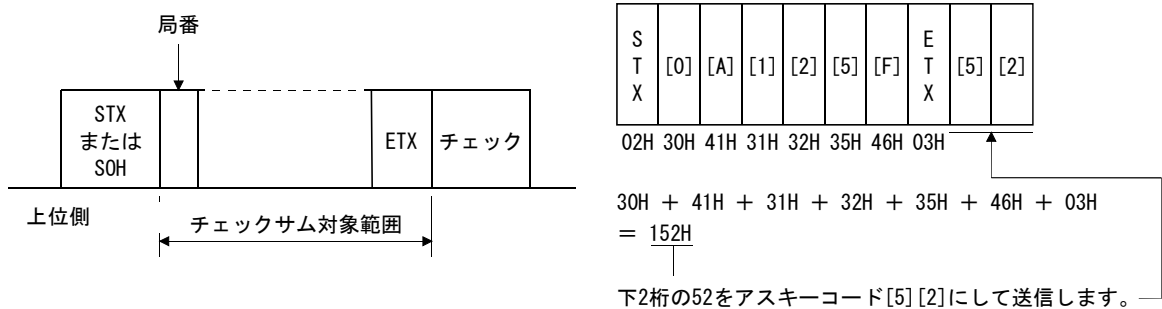 局番
STX
または
SOH
ETX
チェック
上位側
チェックサム対象範囲
STX [0] [A] [1] [2] [5] [F] ETX [5] [2]
02H 30H 41H 31H 32H 35H 46H 03H
30H + 41H + 31H + 32H + 35H + 46H + 03H
= 152H
下2桁の52をアスキーコード[5][2]にして送信します。